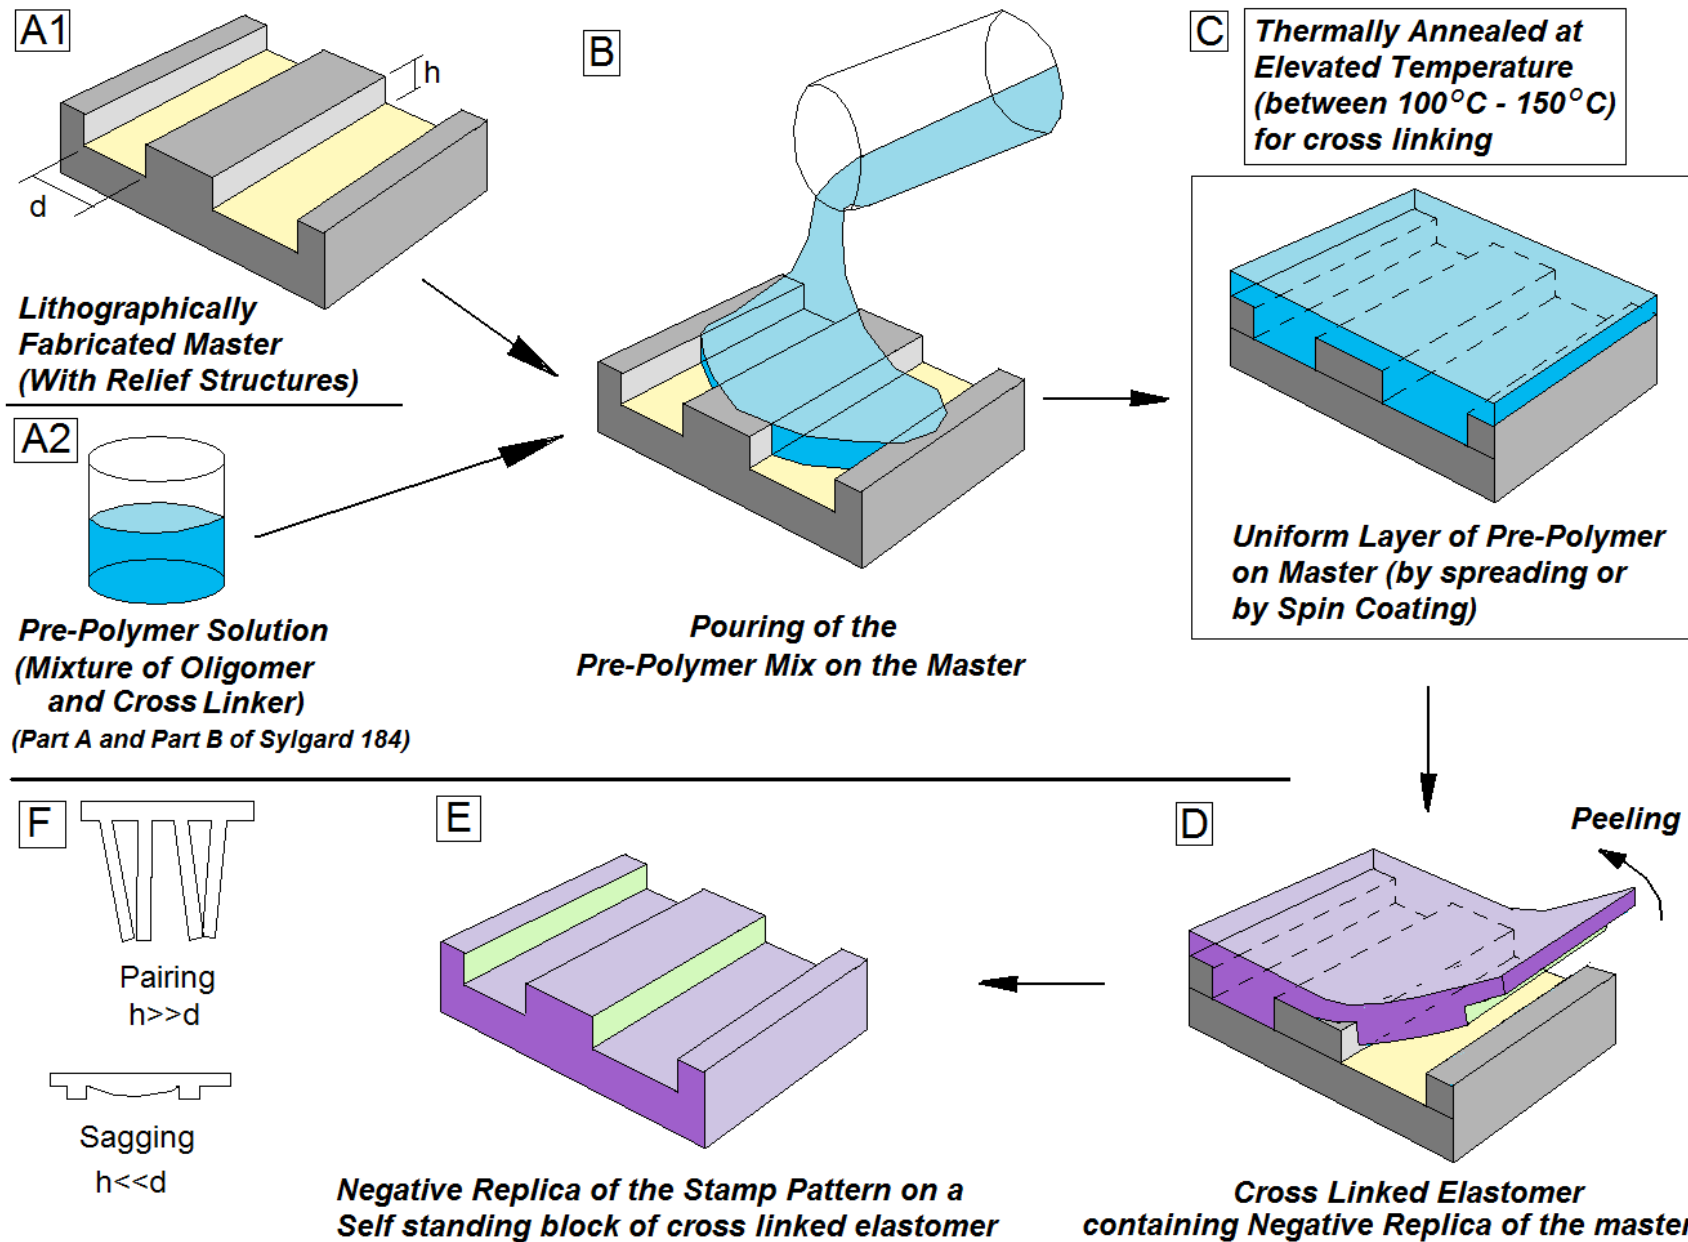 A1
h
d
Lithographically
Fabricated Master
(With Relief Structures)
A2
Pre-Polymer Solution
(Mixture of Oligomer
and Cross Linker)
(Part A and Part B of Sylgard 184)
B
Pouring of the
Pre-Polymer Mix on the Master
C
Thermally Annealed at
Elevated Temperature
(between 100°C - 150°C)
for cross linking
Uniform Layer of Pre-Polymer
on Master (by spreading or
by Spin Coating)
D
Peeling
Cross Linked Elastomer
containing Negative Replica of the master
E
Negative Replica of the Stamp Pattern on a
Self standing block of cross linked elastomer
F
Pairing
h>>d
Sagging
h<<d